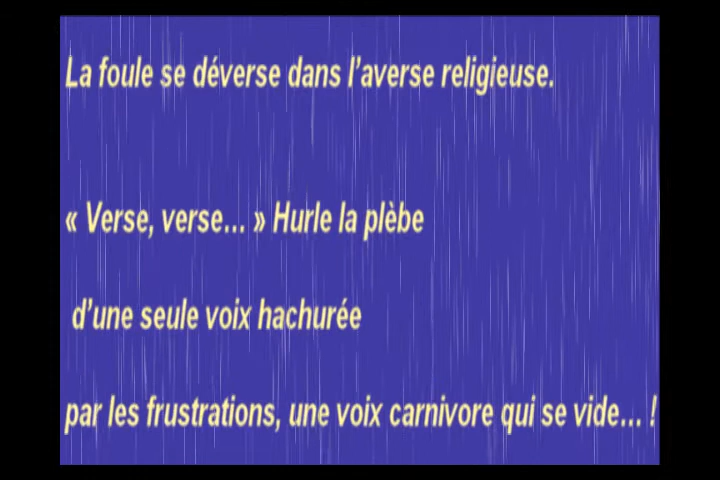 La foule se déverse dans l’averse religieuse.
« Verse, verse… » Hurle la plèbe
d’une seule voix hachurée
par les frustrations, une voix carnivore qui se vide… !